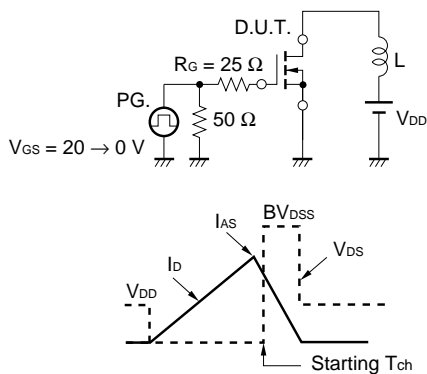 D.U.T.
RG = 25 Ω
L
PG.
50 Ω
VDD
VGS = 20 → 0 V
BVDSS
IAS
ID
VDS
VDD
Starting Tch